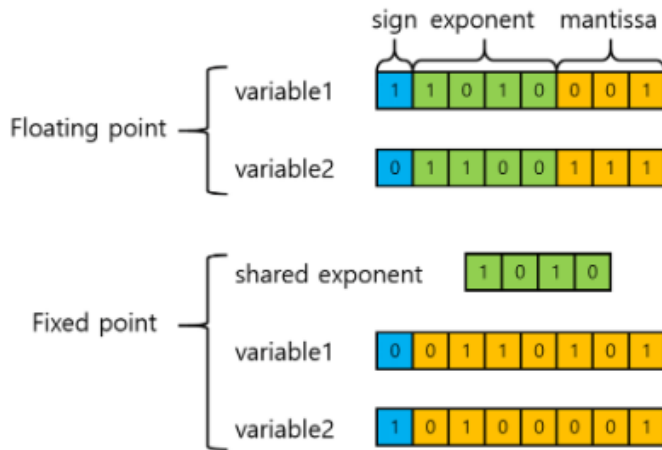 sign exponent mantissa
variable1 1 1 0 1 0 0 0 1
Floating point
variable2 0 1 1 0 0 1 1 1
shared exponent 1 0 1 0
Fixed point
variable1 0 0 1 1 0 1 0 1
variable2 1 0 1 0 0 0 0 1